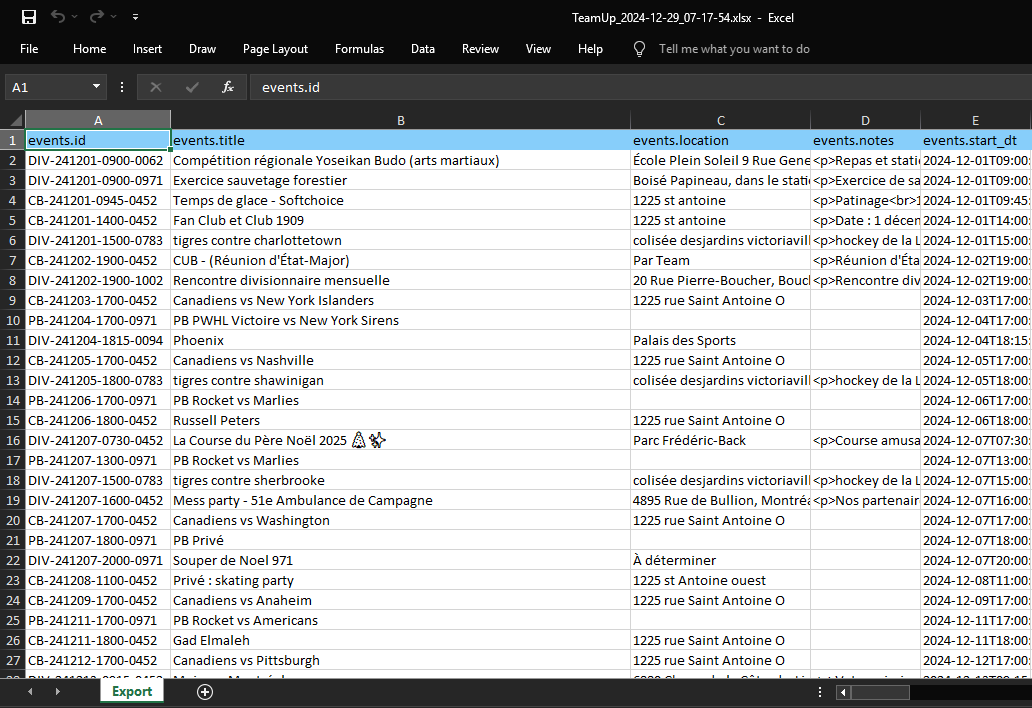 TeamUp_2024-12-29_07-17-54.xlsx - Excel
File Home Insert Draw Page Layout Formulas Data Review View Help Tell me what you want to do
A1 fx events.id
A B C D E
1 events.id events.title events.location events.notes events.start_dt
2 DIV-241201-0900-0062 Compétition régionale Yoseikan Budo (arts martiaux) École Plein Soleil 9 Rue Gene <p>Repas et stati 2024-12-01T09:00:
3 DIV-241201-0900-0971 Exercice sauvetage forestier Boisé Papineau, dans le stati <p>Exercice de sa 2024-12-01T09:00:
4 CB-241201-0945-0452 Temps de glace - Softchoice 1225 st antoine <p>Patinage<br>1 2024-12-01T09:45:
5 CB-241201-1400-0452 Fan Club et Club 1909 1225 st antoine <p>Date : 1 décen 2024-12-01T14:00:
6 DIV-241201-1500-0783 tigres contre charlottetown colisée desjardins victoriavil <p>hockey de la L 2024-12-01T15:00:
7 CB-241202-1900-0452 CUB - (Réunion d'État-Major) Par Team <p>Réunion d'Éta 2024-12-02T19:00:
8 DIV-241202-1900-1002 Rencontre divisionnaire mensuelle 20 Rue Pierre-Boucher, Boucl <p>Rencontre div 2024-12-02T19:00:
9 CB-241203-1700-0452 Canadiens vs New York Islanders 1225 rue Saint Antoine O 2024-12-03T17:00:
10 PB-241204-1700-0971 PB PWHL Victoire vs New York Sirens 2024-12-04T17:00:
11 DIV-241204-1815-0094 Phoenix Palais des Sports 2024-12-04T18:15:
12 CB-241205-1700-0452 Canadiens vs Nashville 1225 rue Saint Antoine O 2024-12-05T17:00:
13 DIV-241205-1800-0783 tigres contre shawinigan colisée desjardins victoriavil <p>hockey de la L 2024-12-05T18:00:
14 PB-241206-1700-0971 PB Rocket vs Marlies 2024-12-06T17:00:
15 CB-241206-1800-0452 Russell Peters 1225 rue Saint Antoine O 2024-12-06T18:00:
16 DIV-241207-0730-0452 La Course du Père Noël 2025 🎄✨ Parc Frédéric-Back <p>Course amusa 2024-12-07T07:30:
17 PB-241207-1300-0971 PB Rocket vs Marlies 2024-12-07T13:00:
18 DIV-241207-1500-0783 tigres contre sherbrooke colisée desjardins victoriavil <p>hockey de la L 2024-12-07T15:00:
19 DIV-241207-1600-0452 Mess party - 51e Ambulance de Campagne 4895 Rue de Bullion, Montréa <p>Nos partenair 2024-12-07T16:00:
20 CB-241207-1700-0452 Canadiens vs Washington 1225 rue Saint Antoine O 2024-12-07T17:00:
21 PB-241207-1800-0971 PB Privé 2024-12-07T18:00:
22 DIV-241207-2000-0971 Souper de Noel 971 À déterminer 2024-12-07T20:00:
23 CB-241208-1100-0452 Privé : skating party 1225 st Antoine ouest 2024-12-08T11:00:
24 CB-241209-1700-0452 Canadiens vs Anaheim 1225 rue Saint Antoine O 2024-12-09T17:00:
25 PB-241211-1700-0971 PB Rocket vs Americans 2024-12-11T17:00:
26 CB-241211-1800-0452 Gad Elmaleh 1225 rue Saint Antoine O 2024-12-11T18:00:
27 CB-241212-1700-0452 Canadiens vs Pittsburgh 1225 rue Saint Antoine O 2024-12-12T17:00:
Export